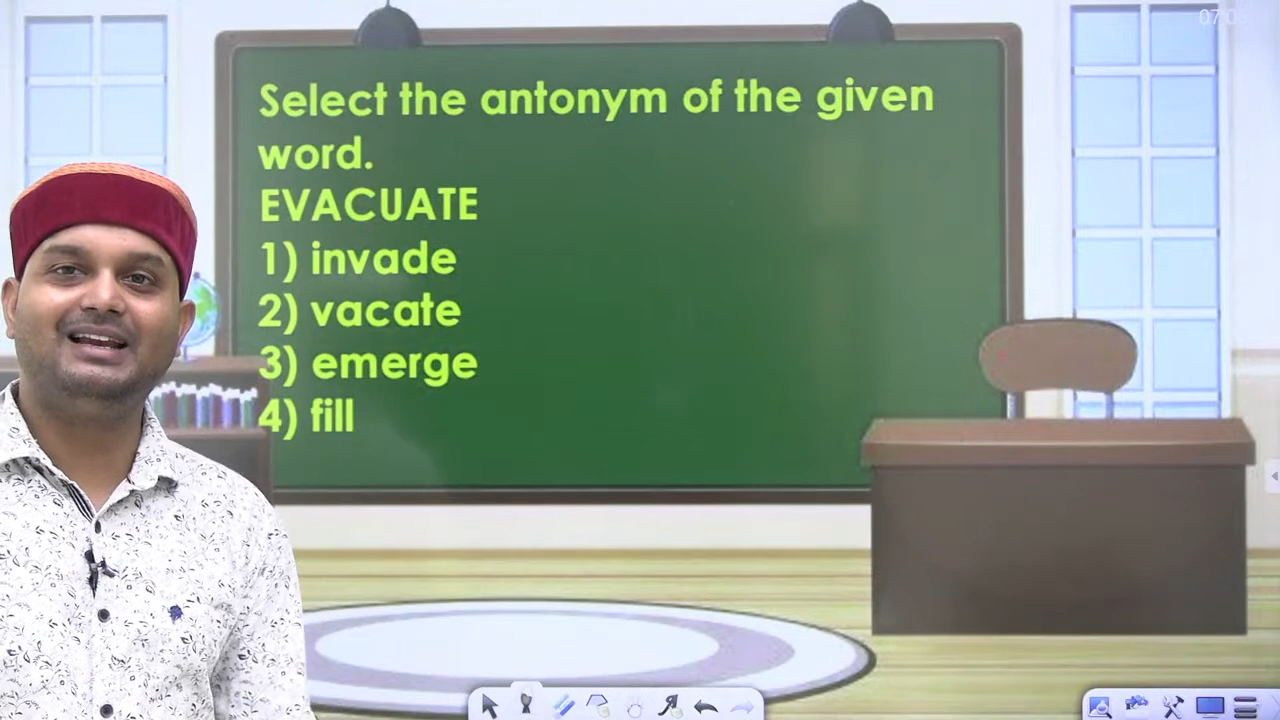 Select the antonym of the given
word.
EVACUATE
1) invade
2) vacate
3) emerge
4) fill